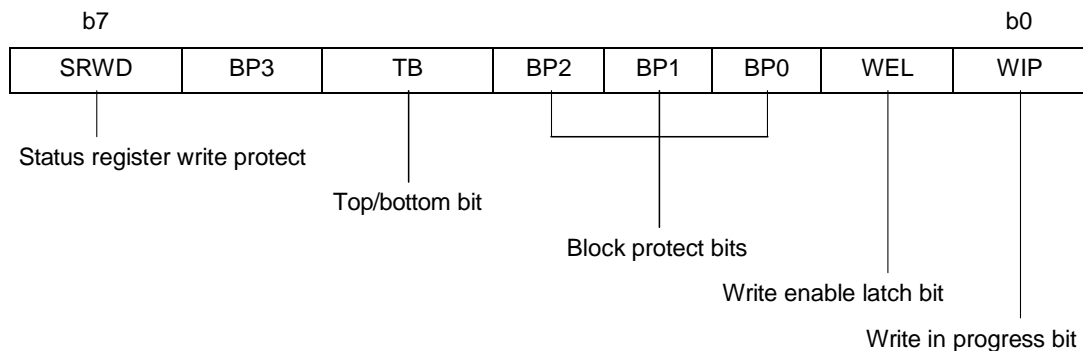 b7 b0
SRWD BP3 TB BP2 BP1 BP0 WEL WIP
Status register write protect
Top/bottom bit
Block protect bits
Write enable latch bit
Write in progress bit